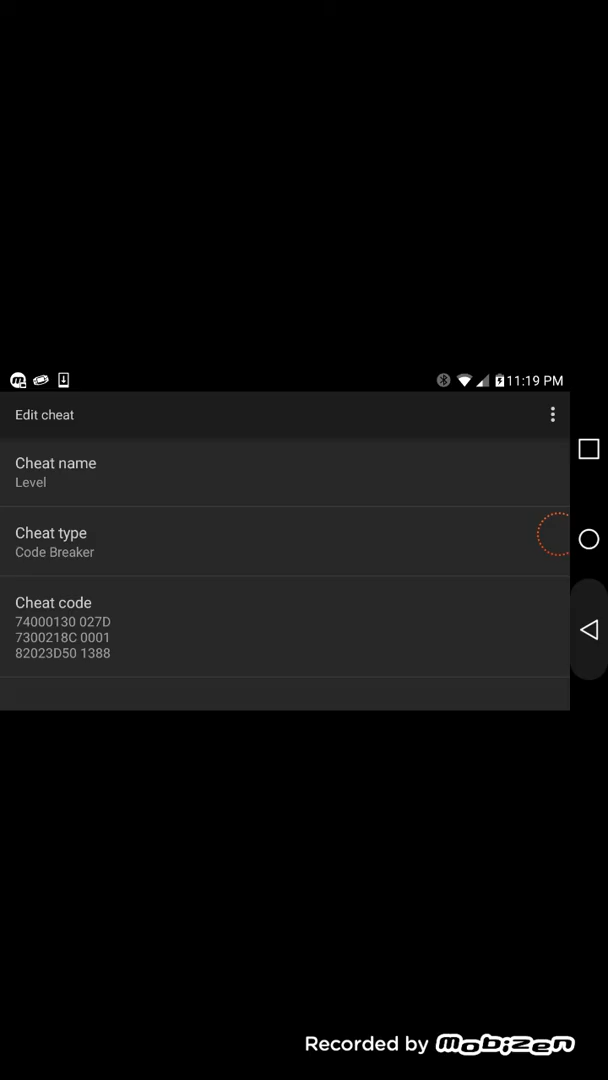 11:19 PM
Edit cheat
Cheat name
Level
Cheat type
Code Breaker
Cheat code
74000130 027D
7300218C 0001
82023D50 1388
Recorded by mobizen